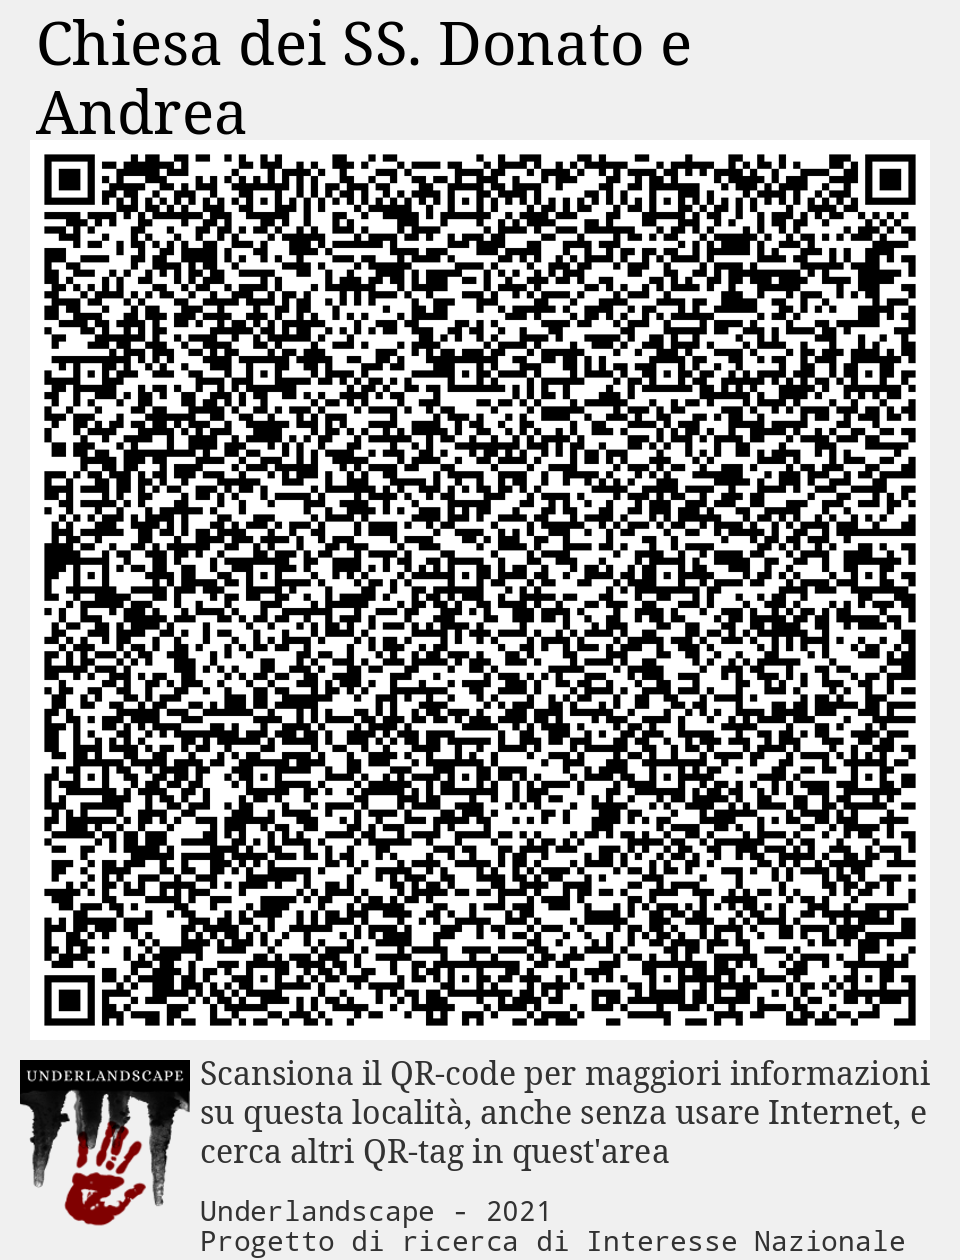 Chiesa dei SS. Donato e
Andrea
UNDERLANDSCAPE
Scansiona il QR-code per maggiori informazioni
su questa località, anche senza usare Internet, e
cerca altri QR-tag in quest'area
Underlandscape - 2021
Progetto di ricerca di Interesse Nazionale